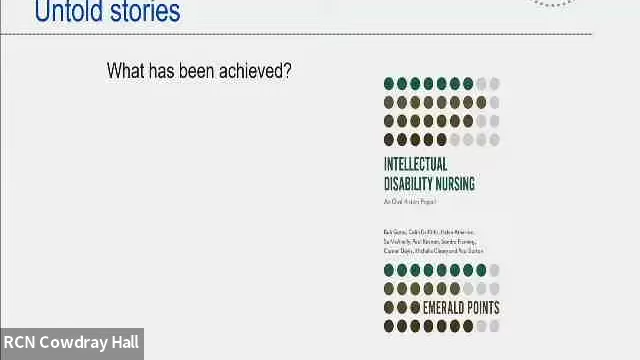 Untold stories
What has been achieved?
INTELLECTUAL
DISABILITY NURSING
An Oral History Project
EMERALD POINTS
RCN Cowdray Hall